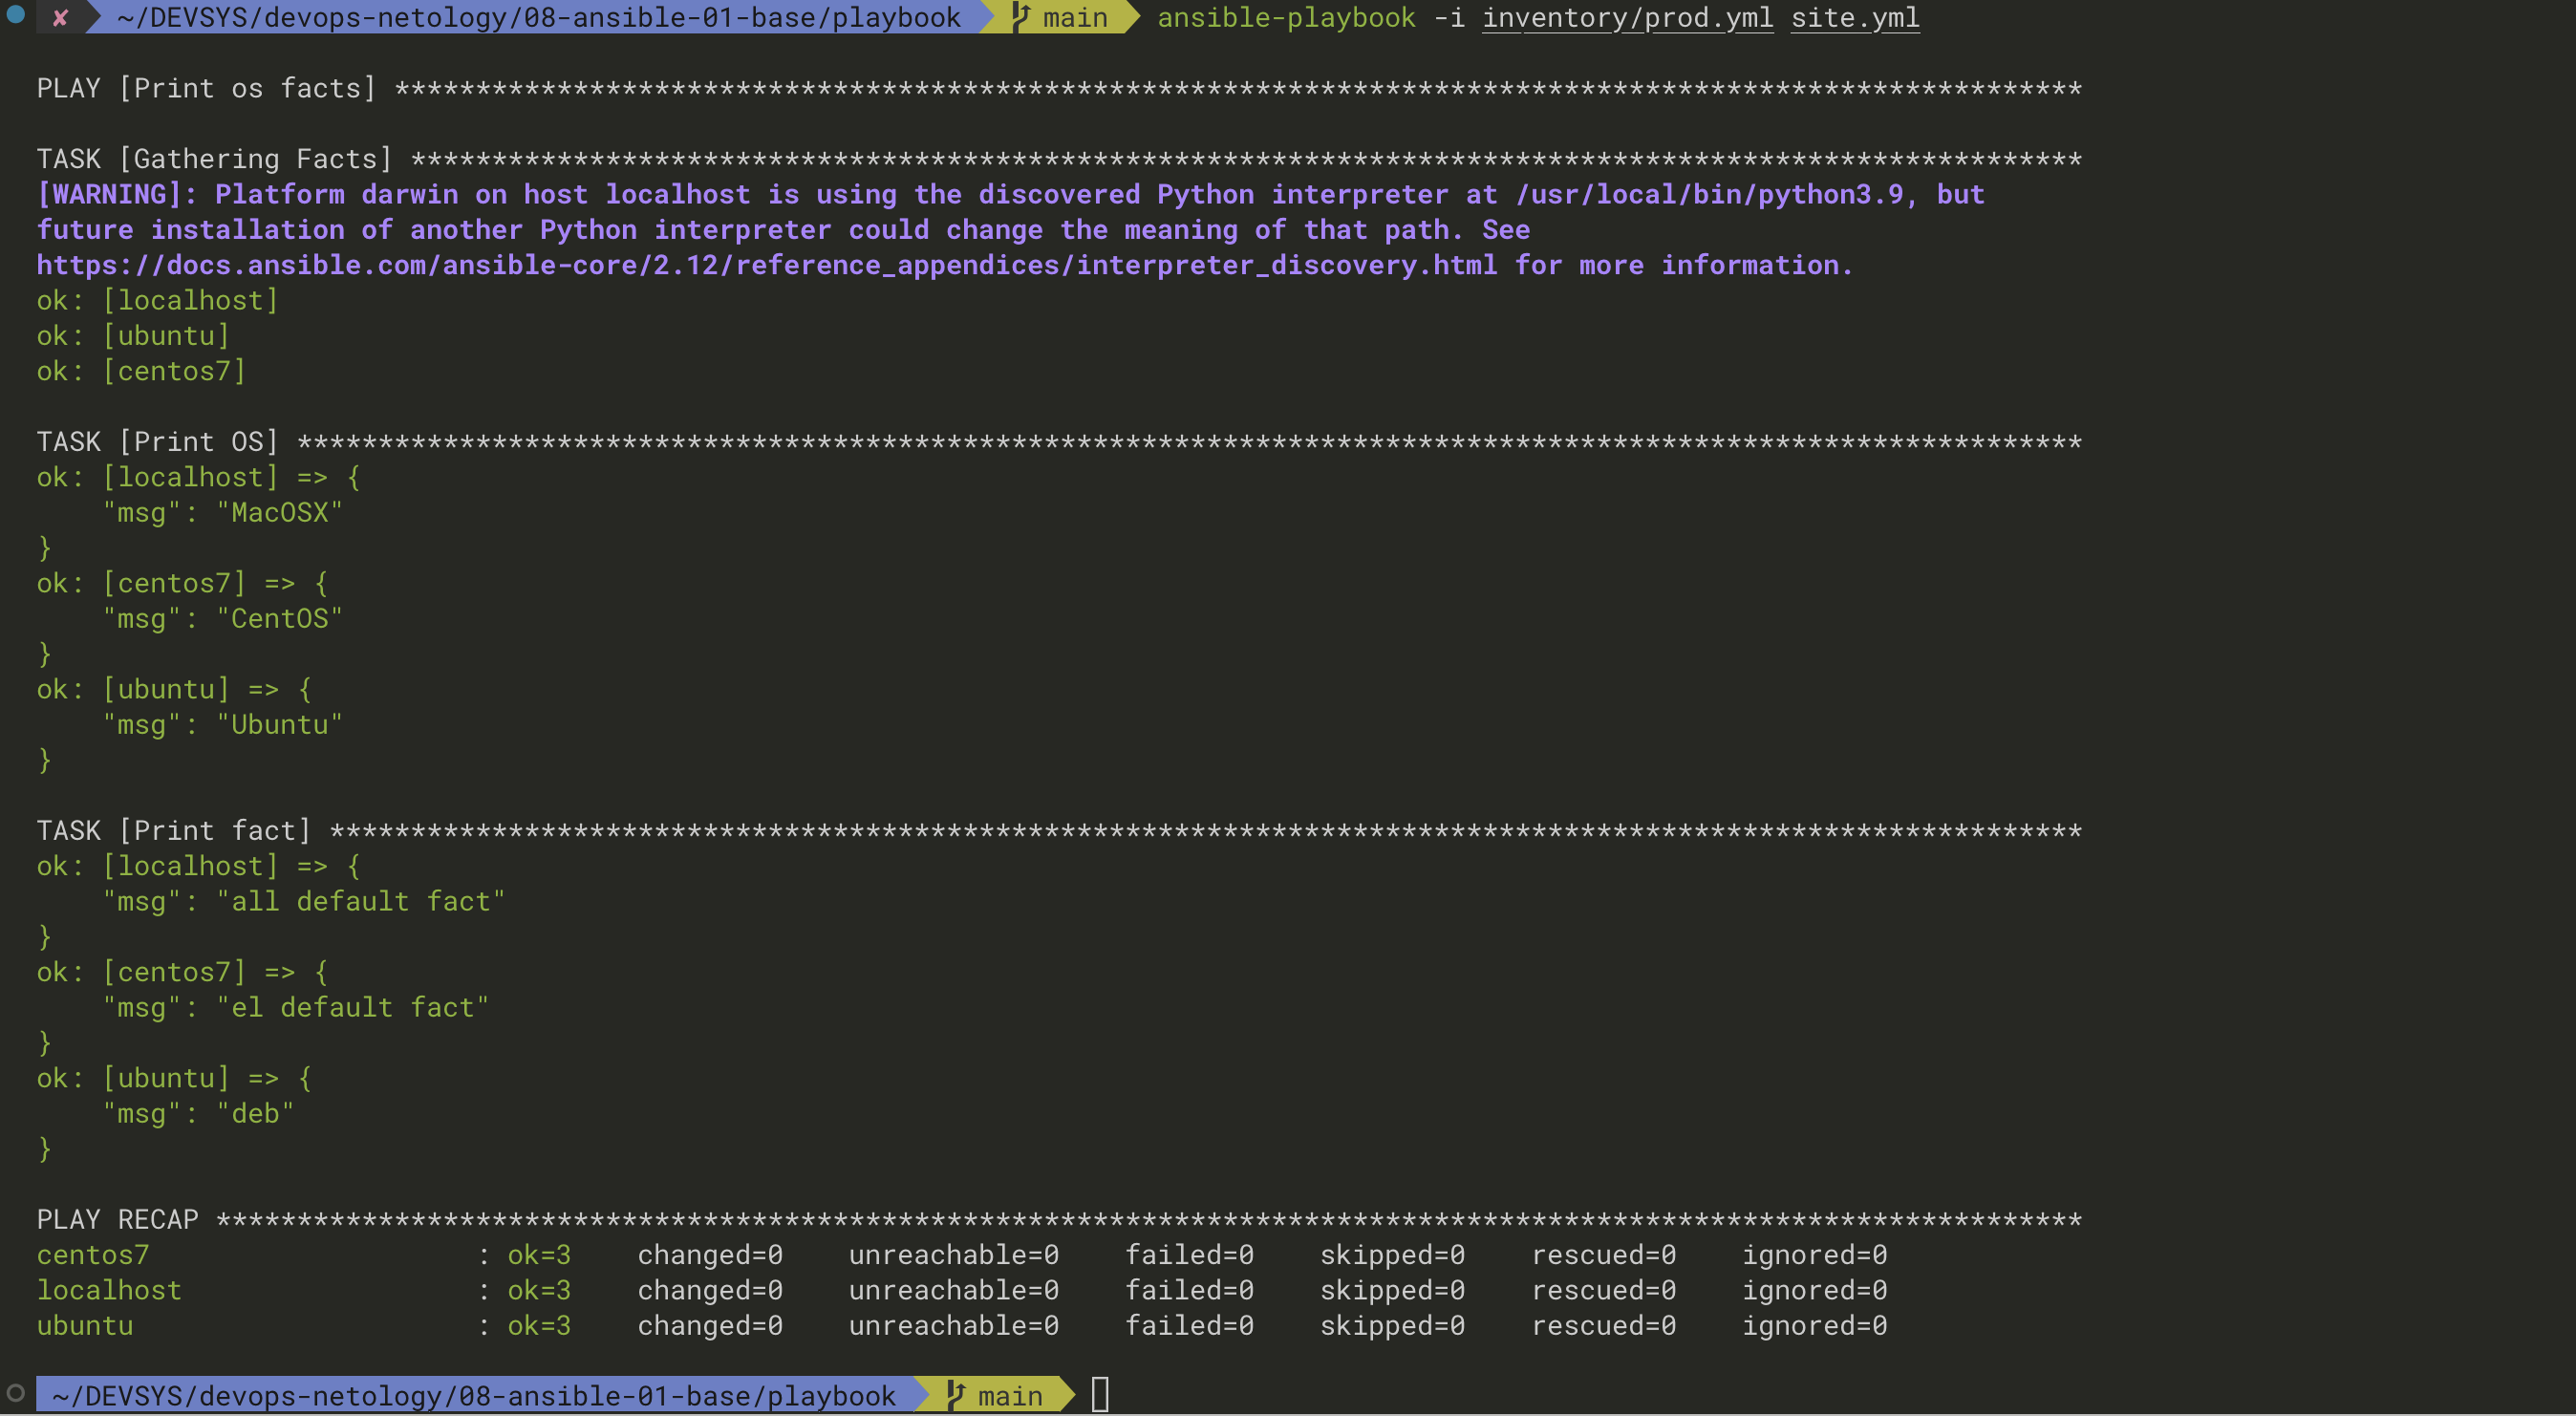 ✘ ~/DEVSYS/devops-netology/08-ansible-01-base/playbook main ansible-playbook -i inventory/prod.yml site.yml
PLAY [Print os facts] ********************************************************************************************************
TASK [Gathering Facts] *******************************************************************************************************
[WARNING]: Platform darwin on host localhost is using the discovered Python interpreter at /usr/local/bin/python3.9, but
future installation of another Python interpreter could change the meaning of that path. See
https://docs.ansible.com/ansible-core/2.12/reference_appendices/interpreter_discovery.html for more information.
ok: [localhost]
ok: [ubuntu]
ok: [centos7]
TASK [Print OS] **************************************************************************************************************
ok: [localhost] => {
    "msg": "MacOSX"
}
ok: [centos7] => {
    "msg": "CentOS"
}
ok: [ubuntu] => {
    "msg": "Ubuntu"
}
TASK [Print fact] ************************************************************************************************************
ok: [localhost] => {
    "msg": "all default fact"
}
ok: [centos7] => {
    "msg": "el default fact"
}
ok: [ubuntu] => {
    "msg": "deb"
}
PLAY RECAP *******************************************************************************************************************
centos7                    : ok=3    changed=0    unreachable=0    failed=0    skipped=0    rescued=0    ignored=0
localhost                  : ok=3    changed=0    unreachable=0    failed=0    skipped=0    rescued=0    ignored=0
ubuntu                     : ok=3    changed=0    unreachable=0    failed=0    skipped=0    rescued=0    ignored=0
~/DEVSYS/devops-netology/08-ansible-01-base/playbook main